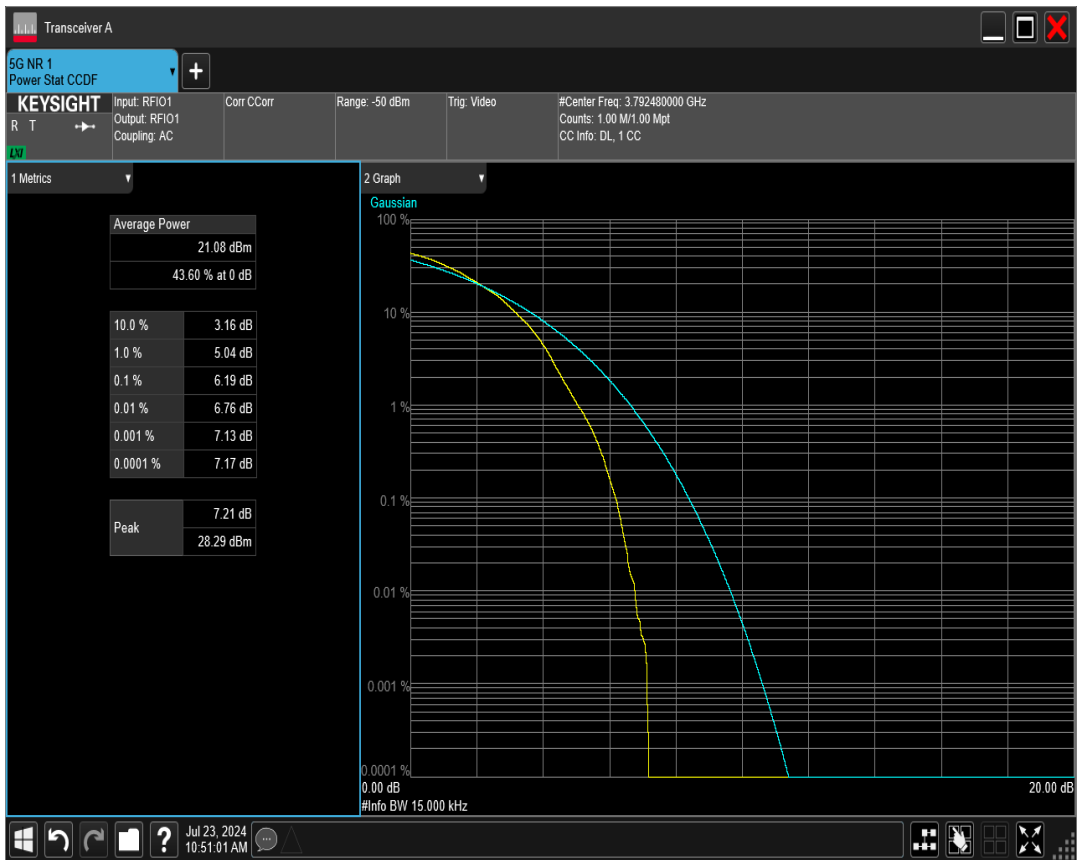 Transceiver A
5G NR 1
Power Stat CCDF
KEYSIGHT
R T
LXI
Input: RFIO1
Output: RFIO1
Coupling: AC
Corr CCorr
Range: -50 dBm
Trig: Video
#Center Freq: 3.792480000 GHz
Counts: 1.00 M/1.00 Mpt
CC Info: DL, 1 CC
1 Metrics
Average Power
21.08 dBm
43.60 % at 0 dB
10.0 % 3.16 dB
1.0 % 5.04 dB
0.1 % 6.19 dB
0.01 % 6.76 dB
0.001 % 7.13 dB
0.0001 % 7.17 dB
Peak
7.21 dB
28.29 dBm
2 Graph
Gaussian
100 %
10 %
1 %
0.1 %
0.01 %
0.001 %
0.0001 %
0.00 dB 20.00 dB
#Info BW 15.000 kHz
?
Jul 23, 2024
10:51:01 AM